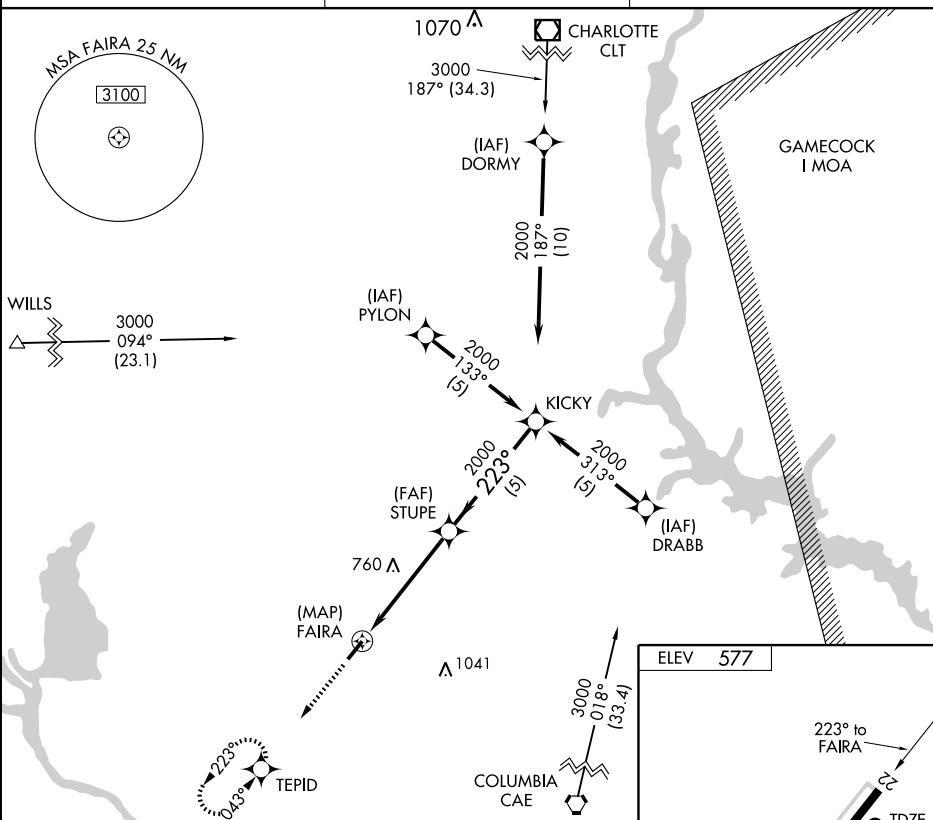 MSA FAIRA 25 NM
3100
1070
CHARLOTTE
CLT
3000
187° (34.3)
(IAF)
DORMY
GAMECOCK
I MOA
2000
187°
(10)
WILLS
3000
094°
(23.1)
(IAF)
PYLON
2000
133°
(5)
KICKY
2000
223°
(5)
2000
313°
(5)
(FAF)
STUPE
(IAF)
DRABB
760
(MAP)
FAIRA
1041
3000
018°
(33.4)
ELEV 577
223° to
FAIRA
22
TDZE
223°
043°
TEPID
COLUMBIA
CAE